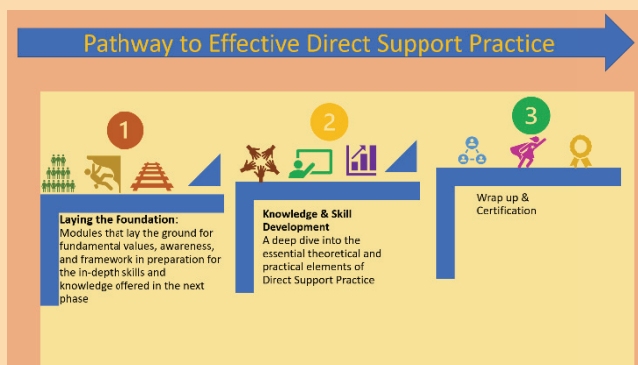 Pathway to Effective Direct Support Practice
1
2
3
Laying the Foundation:
Modules that lay the ground for
fundamental values, awareness,
and framework in preparation for
the in-depth skills and
knowledge offered in the next
phase
Knowledge & Skill
Development
A deep dive into the
essential theoretical and
practical elements of
Direct Support Practice
Wrap up &
Certification